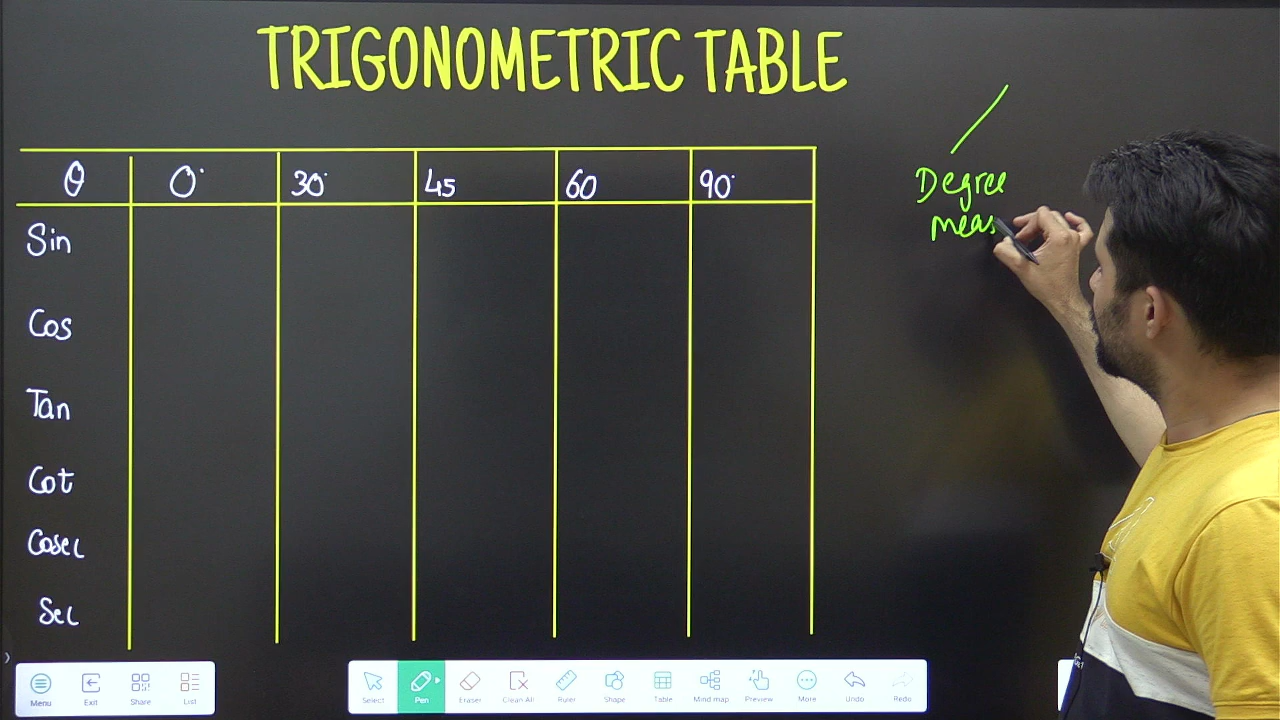 TRIGONOMETRIC TABLE
θ 0° 30° 45 60 90°
Sin
Cos
Tan
Cot
Cosec
Sec
Degree
meas
Menu Exit Share List
Select Pen Eraser Clean All Ruler Shape Table Mind map Preview More Undo Redo